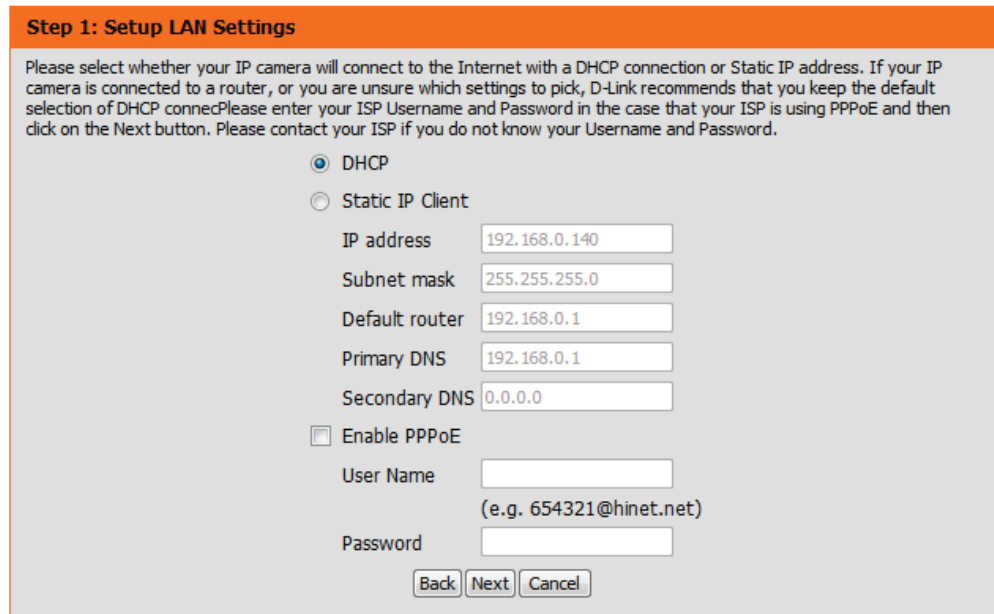 Step 1: Setup LAN Settings
Please select whether your IP camera will connect to the Internet with a DHCP connection or Static IP address. If your IP
camera is connected to a router, or you are unsure which settings to pick, D-Link recommends that you keep the default
selection of DHCP connecPlease enter your ISP Username and Password in the case that your ISP is using PPPoE and then
click on the Next button. Please contact your ISP if you do not know your Username and Password.
DHCP
Static IP Client
IP address 192.168.0.140
Subnet mask 255.255.255.0
Default router 192.168.0.1
Primary DNS 192.168.0.1
Secondary DNS 0.0.0.0
Enable PPPoE
User Name
(e.g. 654321@hinet.net)
Password
Back Next Cancel